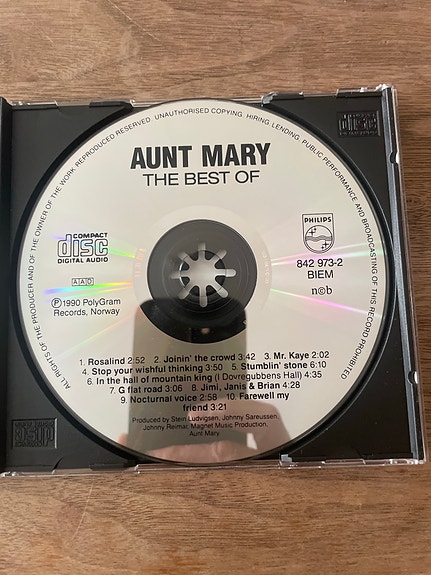 ALL RIGHTS OF THE PRODUCER AND OF THE OWNER OF THE WORK REPRODUCED RESERVED. UNAUTHORISED COPYING, HIRING, LENDING, PUBLIC PERFORMANCE AND BROADCASTING OF THIS RECORD PROHIBITED
AUNT MARY
THE BEST OF
COMPACT
disc
DIGITAL AUDIO
AAD
℗1990 PolyGram
Records, Norway
PHILIPS
842 973-2
BIEM
n©b
1. Rosalind 2:52 2. Joinin' the crowd 3:42 3. Mr. Kaye 2:02
4. Stop your wishful thinking 3:50 5. Stumblin' stone 6:10
6. In the hall of mountain king (I Dovregubbens Hall) 4:35
7. G flat road 3:06 8. Jimi, Janis & Brian 4:28
9. Nocturnal voice 2:58 10. Farewell my
friend 3:21
Produced by Stein Ludvigsen, Johnny Sareussen,
Johnny Reimar, Magnet Music Production,
Aunt Mary
disc
disc